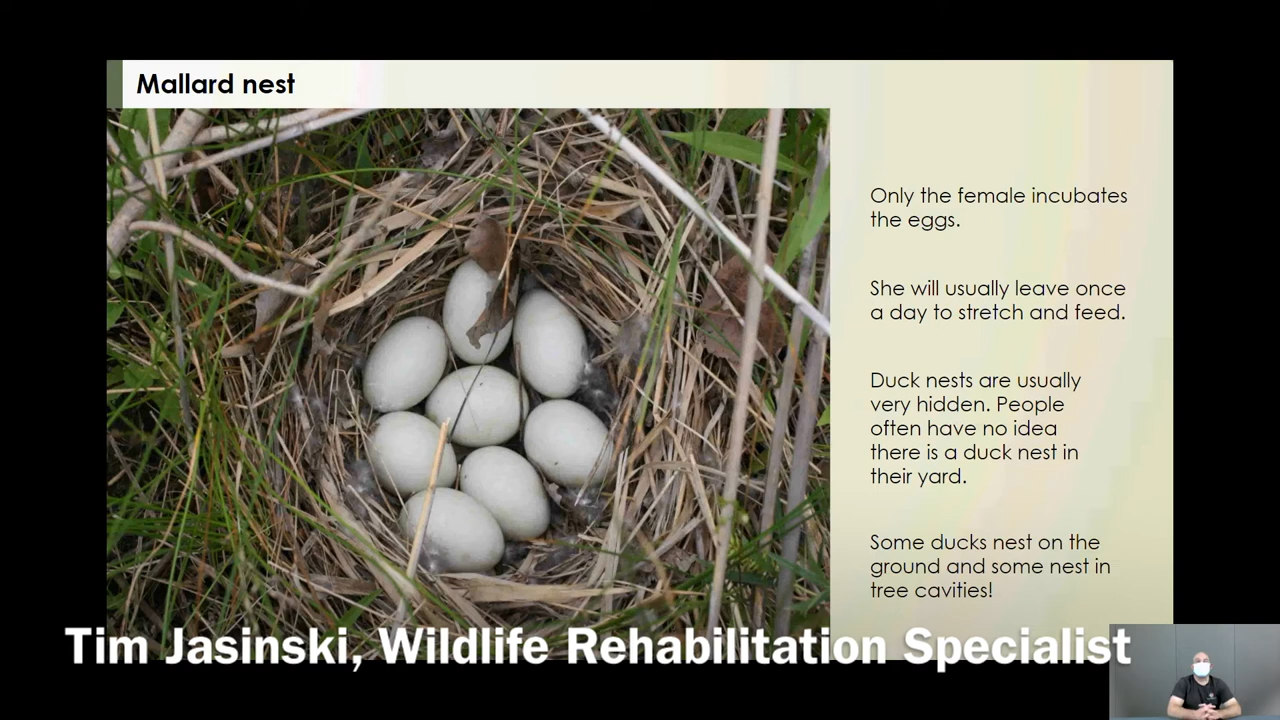 Mallard nest
Only the female incubates
the eggs.
She will usually leave once
a day to stretch and feed.
Duck nests are usually
very hidden. People
often have no idea
there is a duck nest in
their yard.
Some ducks nest on the
ground and some nest in
tree cavities!
Tim Jasinski, Wildlife Rehabilitation Specialist